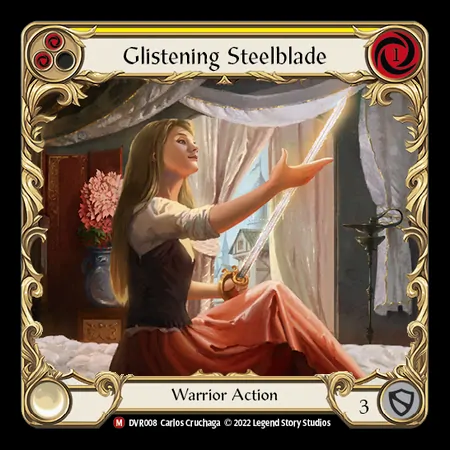 Glistening Steelblade
1
Warrior Action
3
M DVR008 Carlos Cruchaga © 2022 Legend Story Studios